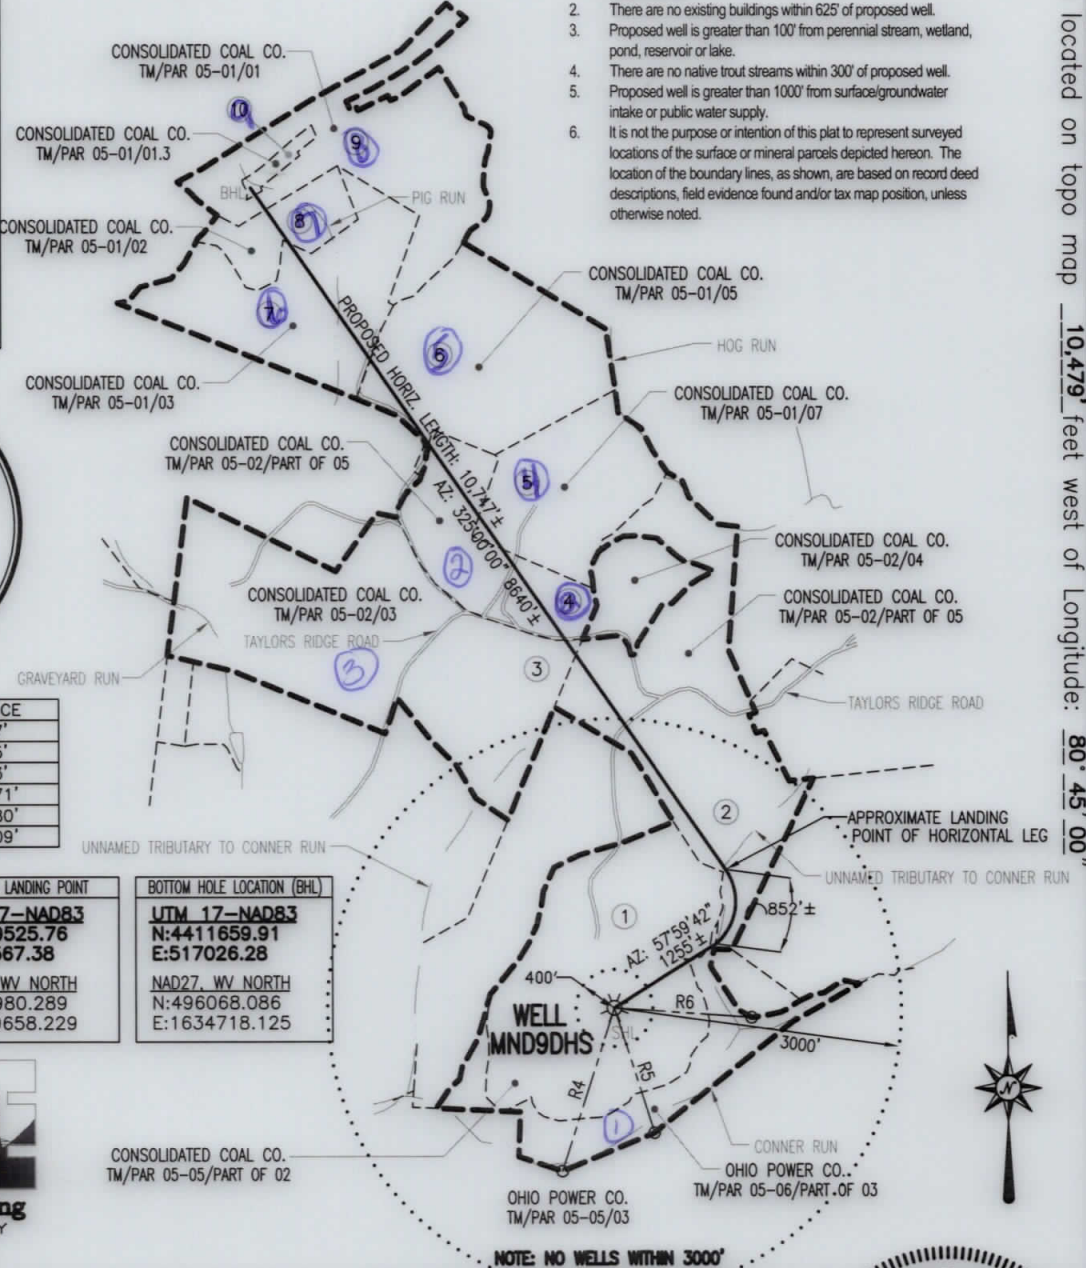 2. There are no existing buildings within 625' of proposed well.
3. Proposed well is greater than 100' from perennial stream, wetland,
pond, reservoir or lake.
4. There are no native trout streams within 300' of proposed well.
5. Proposed well is greater than 1000' from surface/groundwater
intake or public water supply.
6. It is not the purpose or intention of this plat to represent surveyed
locations of the surface or mineral parcels depicted hereon. The
location of the boundary lines, as shown, are based on record deed
descriptions, field evidence found and/or tax map position, unless
otherwise noted.
located on topo map 10,479' feet west of Longitude: 80° 45' 00"
CONSOLIDATED COAL CO.
TM/PAR 05-01/01
10
CONSOLIDATED COAL CO.
TM/PAR 05-01/01.3
9
BHL
PIG RUN
8
CONSOLIDATED COAL CO.
TM/PAR 05-01/02
CONSOLIDATED COAL CO.
TM/PAR 05-01/05
7
PROPOSED HORIZ. LENGTH: 10,747'±
AZ: 325°00'00" 8640'±
6
HOG RUN
CONSOLIDATED COAL CO.
TM/PAR 05-01/03
CONSOLIDATED COAL CO.
TM/PAR 05-01/07
CONSOLIDATED COAL CO.
TM/PAR 05-02/PART OF 05
5
CONSOLIDATED COAL CO.
TM/PAR 05-02/04
2
CONSOLIDATED COAL CO.
TM/PAR 05-02/03
4
CONSOLIDATED COAL CO.
TM/PAR 05-02/PART OF 05
TAYLORS RIDGE ROAD
3
3
GRAVEYARD RUN
TAYLORS RIDGE ROAD
CE
71'
30'
09'
2
APPROXIMATE LANDING
POINT OF HORIZONTAL LEG
UNNAMED TRIBUTARY TO CONNER RUN
UNNAMED TRIBUTARY TO CONNER RUN
LANDING POINT
7-NAD83
9525.76
567.38
WV NORTH
980.289
658.229
BOTTOM HOLE LOCATION (BHL)
UTM 17-NAD83
N:4411659.91
E:517026.28
NAD27, WV NORTH
N:496068.086
E:1634718.125
1
852'±
AZ: 57°59'42"
1255'±
400'
WELL
MND9DHS
SHL
R6
3000'
R4
R5
1
N
CONNER RUN
CONSOLIDATED COAL CO.
TM/PAR 05-05/PART OF 02
OHIO POWER CO.
TM/PAR 05-06/PART OF 03
OHIO POWER CO.
TM/PAR 05-05/03
ng
NOTE: NO WELLS WITHIN 3000'